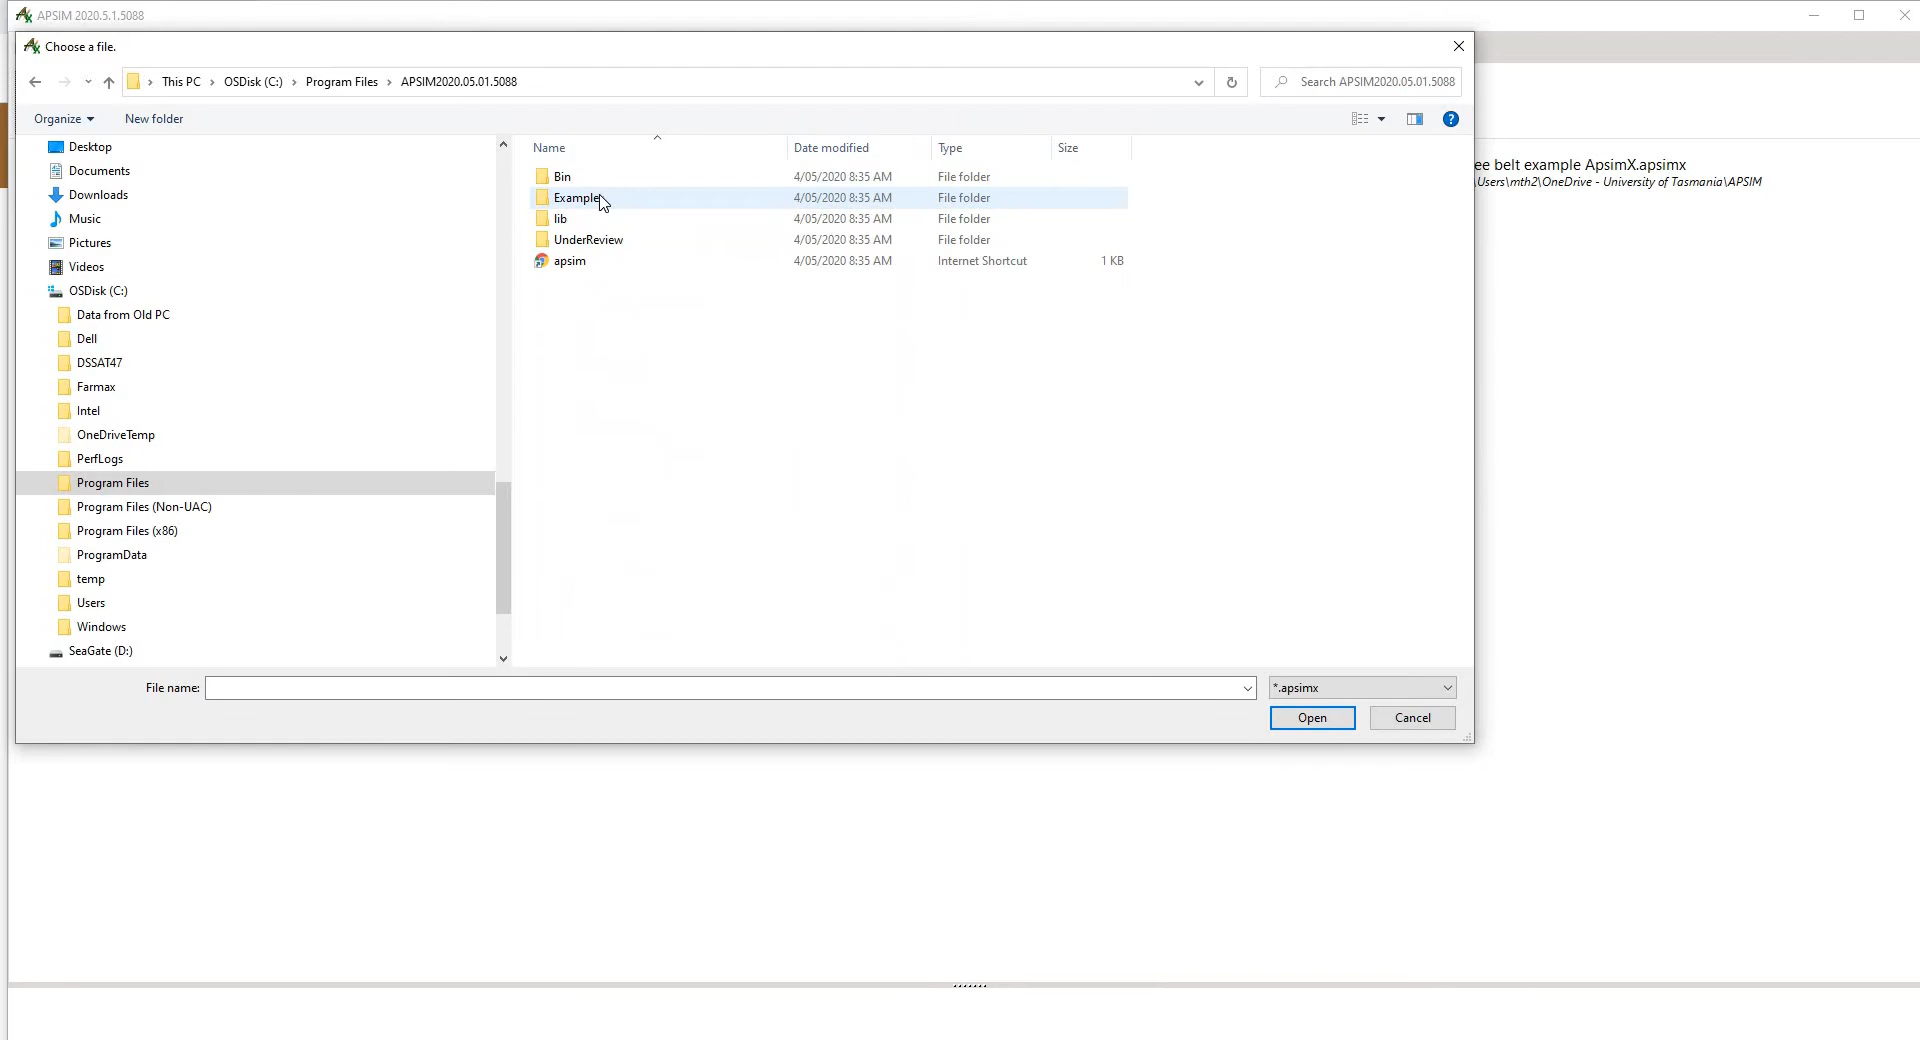 APSIM 2020.5.1.5088
Choose a file.
This PC > OSDisk (C:) > Program Files > APSIM2020.05.01.5088
Search APSIM2020.05.01.5088
Organize
New folder
Name Date modified Type Size
Desktop
Documents
Downloads
Music
Pictures
Videos
OSDisk (C:)
Data from Old PC
Dell
DSSAT47
Farmax
Intel
OneDriveTemp
PerfLogs
Program Files
Program Files (Non-UAC)
Program Files (x86)
ProgramData
temp
Users
Windows
SeaGate (D:)
Bin 4/05/2020 8:35 AM File folder
Example 4/05/2020 8:35 AM File folder
lib 4/05/2020 8:35 AM File folder
UnderReview 4/05/2020 8:35 AM File folder
apsim 4/05/2020 8:35 AM Internet Shortcut 1 KB
ee belt example ApsimX.apsimx
\Users\mth2\OneDrive - University of Tasmania\APSIM
File name:
*.apsimx
Open
Cancel